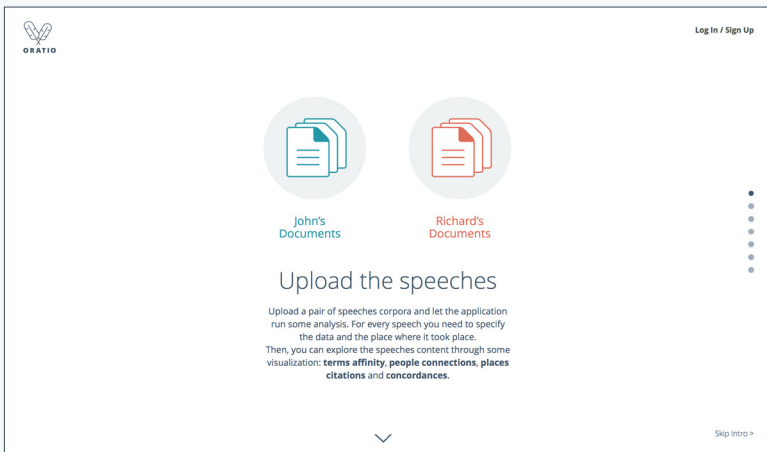 ORATIO
Log In / Sign Up
John's
Documents
Richard's
Documents
Upload the speeches
Upload a pair of speeches corpora and let the application
run some analysis. For every speech you need to specify
the data and the place where it took place.
Then, you can explore the speeches content through some
visualization: terms affinity, people connections, places
citations and concordances.
Skip Intro >